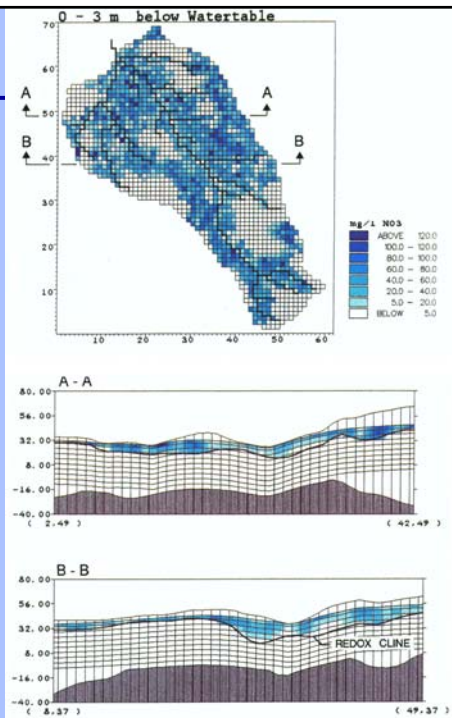 0 - 3 m below Watertable
70
60
50
40
30
20
10
10 20 30 40 50 60
A A
B B
mg/l NO3
ABOVE 120.0
100.0 - 120.0
80.0 - 100.0
60.0 - 80.0
40.0 - 60.0
20.0 - 40.0
5.0 - 20.0
BELOW 5.0
A - A
80.00
56.00
32.00
8.00
-16.00
-40.00
( 2.49 ) ( 42.49 )
B - B
80.00
56.00
32.00
8.00
-16.00
-40.00
REDOX CLINE
( 8.37 ) ( 49.37 )